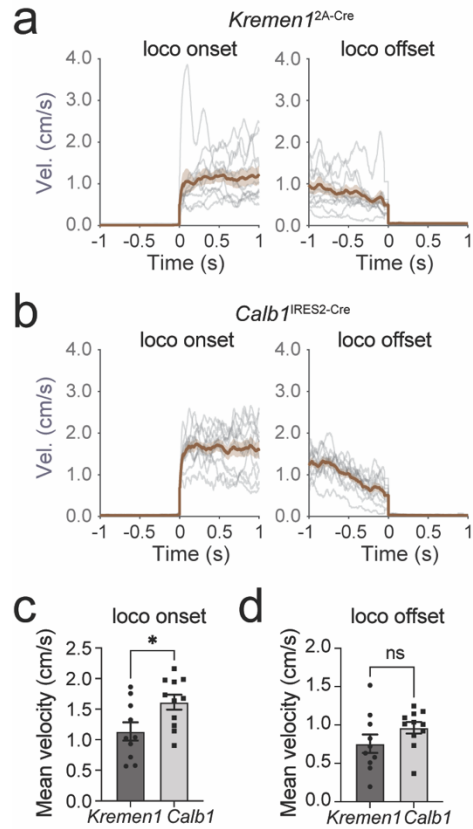 a
Kremen12A-Cre
loco onset
loco offset
Vel. (cm/s)
4.0
3.0
2.0
1.0
0.0
-1 -0.5 0 0.5 1
Time (s)
4.0
3.0
2.0
1.0
0.0
-1 -0.5 0 0.5 1
Time (s)
b
Calb1IRES2-Cre
loco onset
loco offset
Vel. (cm/s)
4.0
3.0
2.0
1.0
0.0
-1 -0.5 0 0.5 1
Time (s)
4.0
3.0
2.0
1.0
0.0
-1 -0.5 0 0.5 1
Time (s)
c
loco onset
Mean velocity (cm/s)
2.5
2.0
1.5
1.0
0.5
0.0
*
Kremen1 Calb1
d
loco offset
Mean velocity (cm/s)
2.0
1.5
1.0
0.5
0.0
ns
Kremen1 Calb1